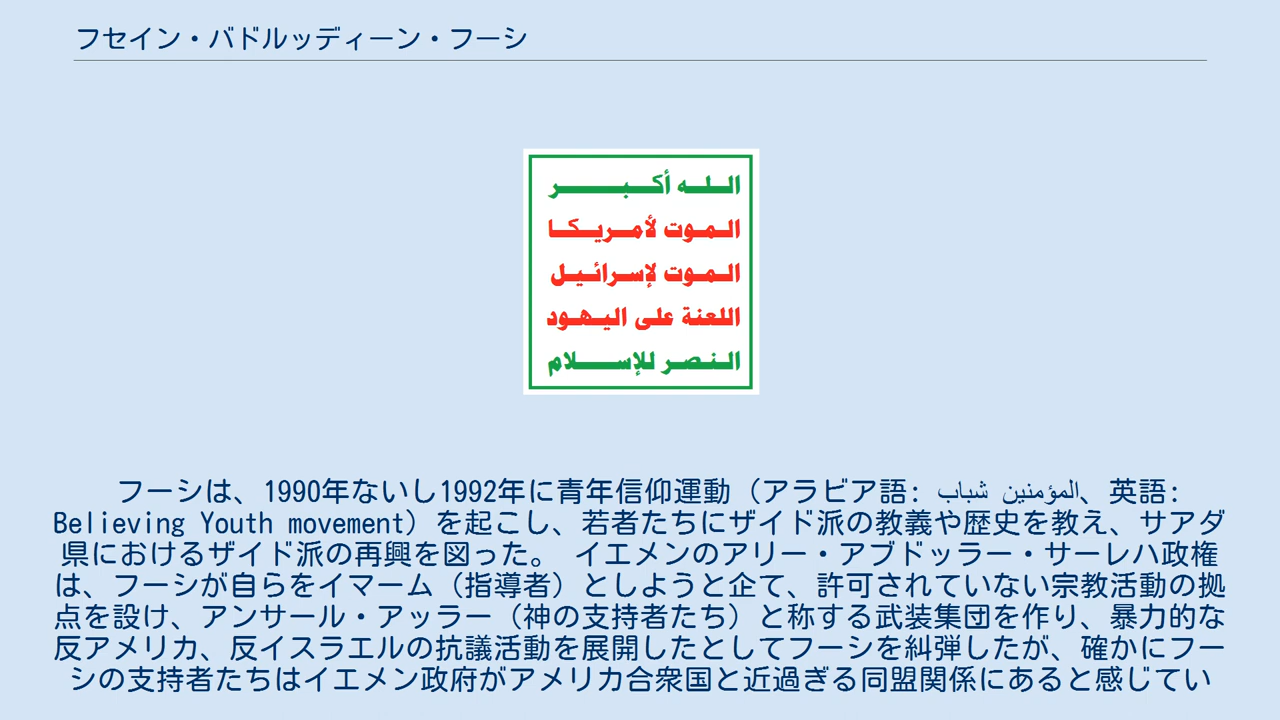 フセイン・バドルッディーン・フーシ
الله أكبر
الموت لأمريكا
الموت لإسرائيل
اللعنة على اليهود
النصر للإسلام
フーシは、1990年ないし1992年に青年信仰運動（アラビア語: المؤمنين شباب、英語:
Believing Youth movement）を起こし、若者たちにザイド派の教義や歴史を教え、サアダ
県におけるザイド派の再興を図った。 イエメンのアリー・アブドッラー・サーレハ政権
は、フーシが自らをイマーム（指導者）としようと企て、許可されていない宗教活動の拠
点を設け、アンサール・アッラー（神の支持者たち）と称する武装集団を作り、暴力的な
反アメリカ、反イスラエルの抗議活動を展開したとしてフーシを糾弾したが、確かにフー
シの支持者たちはイエメン政府がアメリカ合衆国と近過ぎる同盟関係にあると感じてい